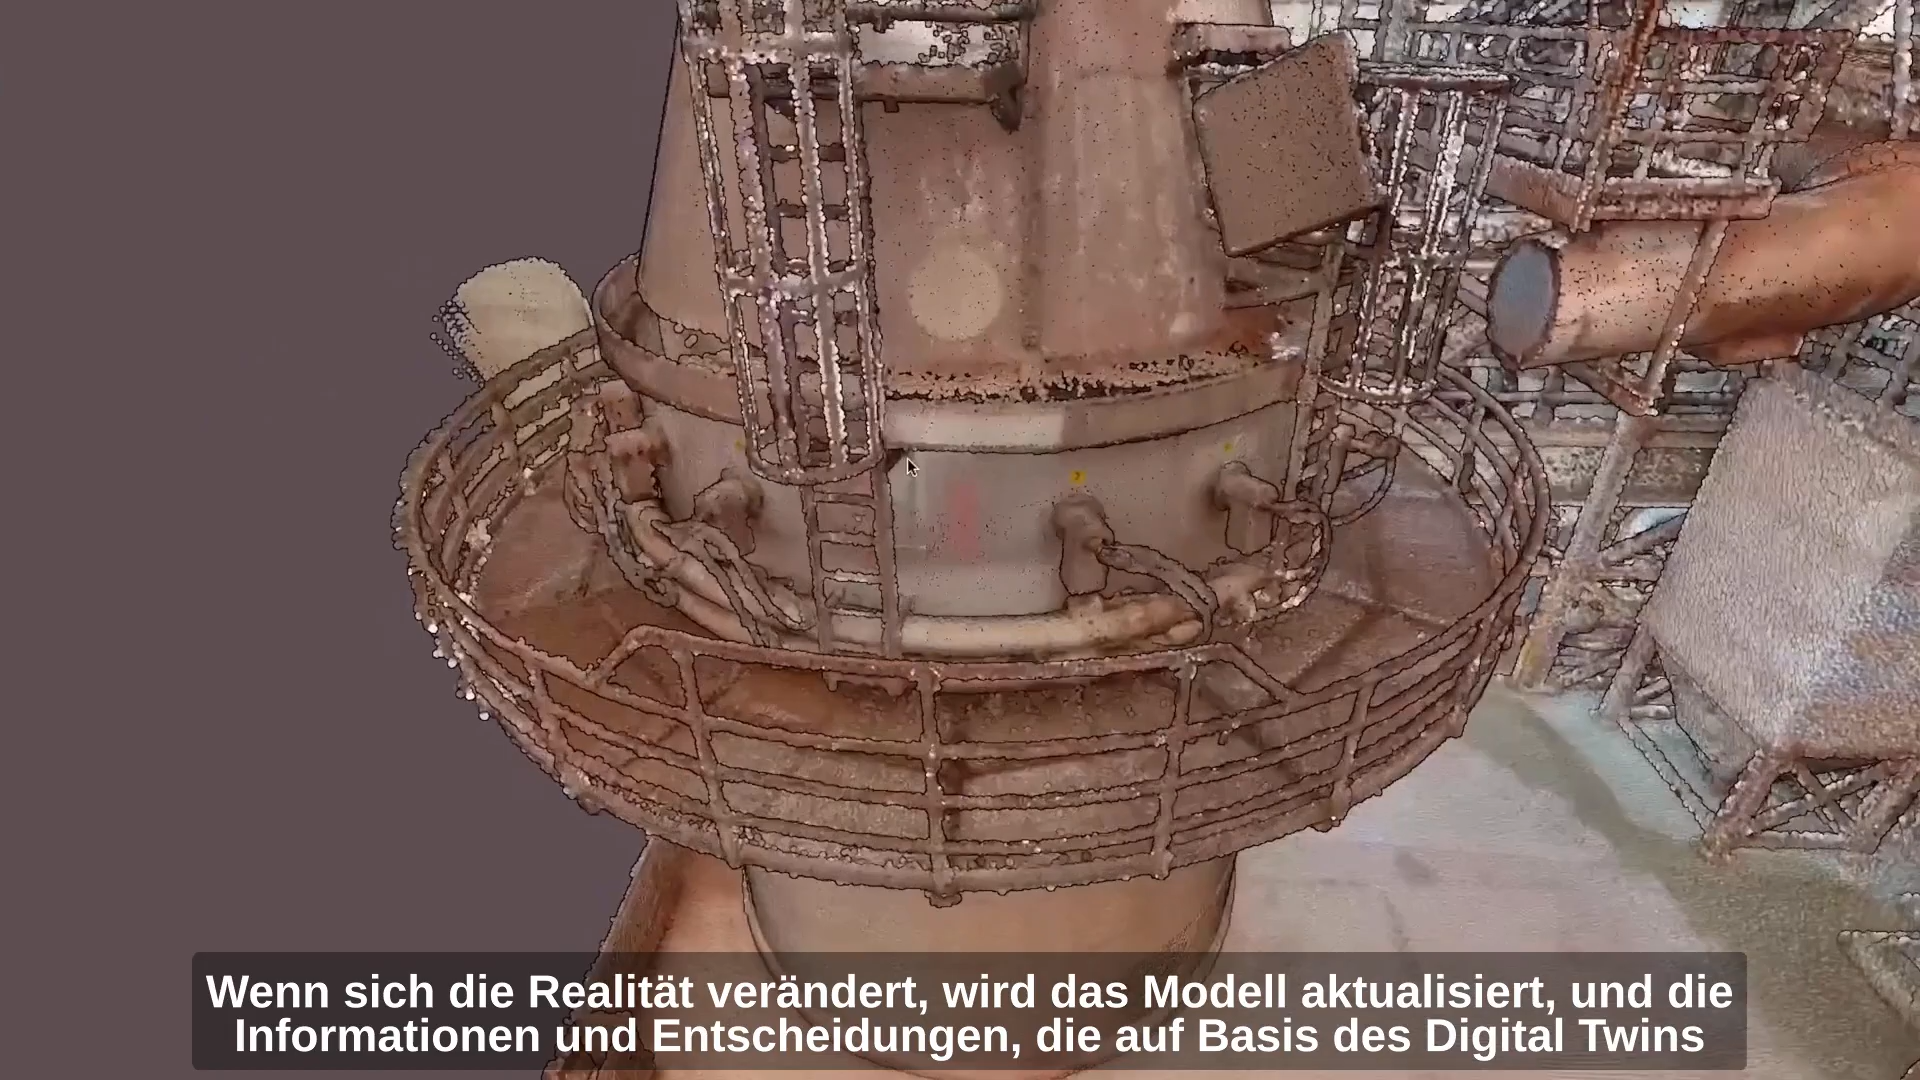 Wenn sich die Realität verändert, wird das Modell aktualisiert, und die
Informationen und Entscheidungen, die auf Basis des Digital Twins